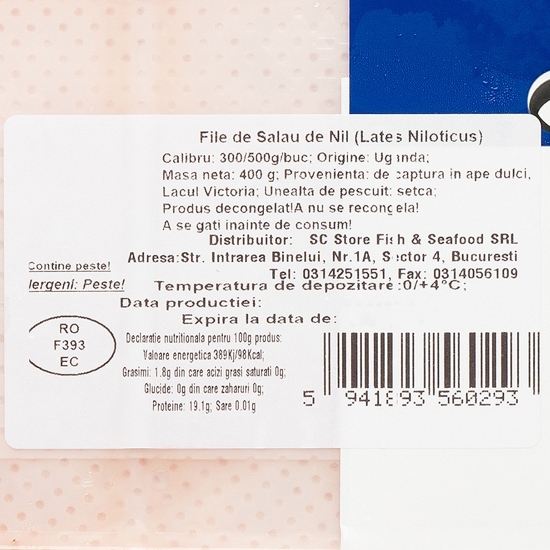 File de Salau de Nil (Lates Niloticus)
Calibru: 300/500g/buc; Origine: Uganda;
Masa neta: 400 g; Provenienta: de captura in ape dulci,
Lacul Victoria; Unealta de pescuit: setca;
Produs decongelat!A nu se recongela!
A se gati inainte de consum!
Distribuitor: SC Store Fish & Seafood SRL
Adresa:Str. Intrarea Binelui, Nr.1A, Sector 4, Bucuresti
Tel: 0314251551, Fax: 0314056109
Contine peste!
lergeni: Peste!
Temperatura de depozitare:0/+4°C;
Data productiei:
Expira la data de:
RO
F393
EC
Declaratie nutritionala pentru 100g produs:
Valoare energetica 389Kj/98Kcal;
Grasimi: 1.8g din care acizi grasi saturati 0g;
Glucide: 0g din care zaharuri 0g;
Proteine: 19.1g; Sare 0.01g
5 941893 560293